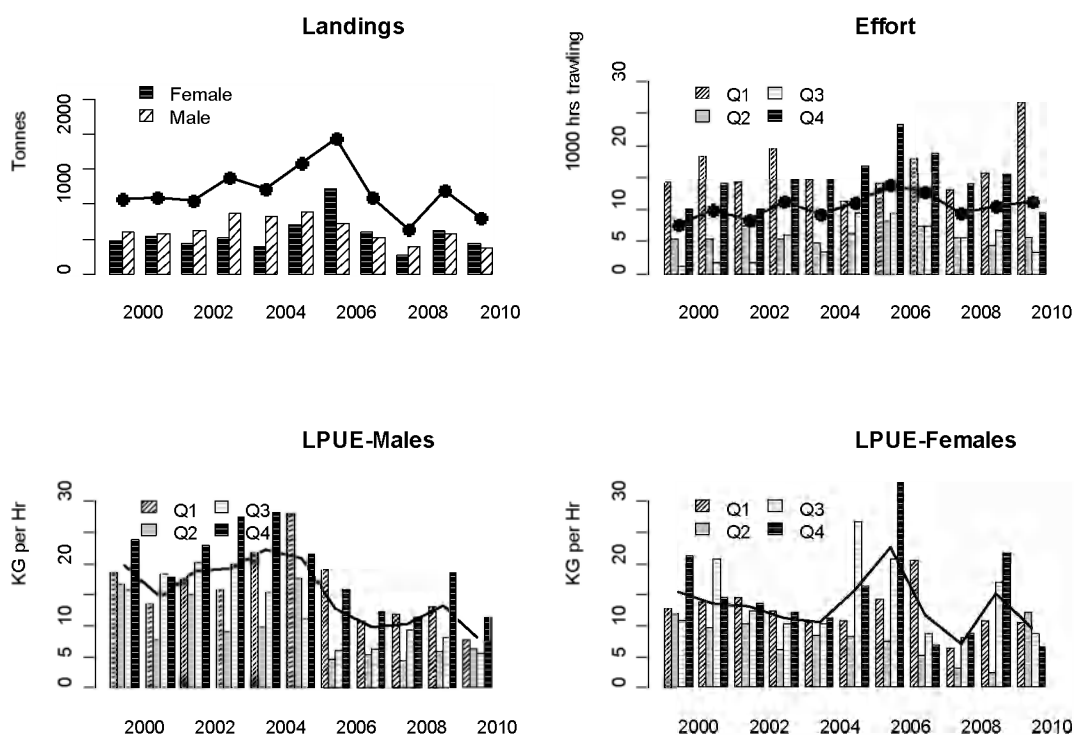 Landings
Tonnes
0 1000 2000
Female
Male
2000 2002 2004 2006 2008 2010
Effort
1000 hrs trawling
0 5 10 20 30
Q1 Q3
Q2 Q4
2000 2002 2004 2006 2008 2010
LPUE-Males
KG per Hr
0 5 10 20 30
Q1 Q3
Q2 Q4
2000 2002 2004 2006 2008 2010
LPUE-Females
KG per Hr
0 5 10 20 30
Q1 Q3
Q2 Q4
2000 2002 2004 2006 2008 2010